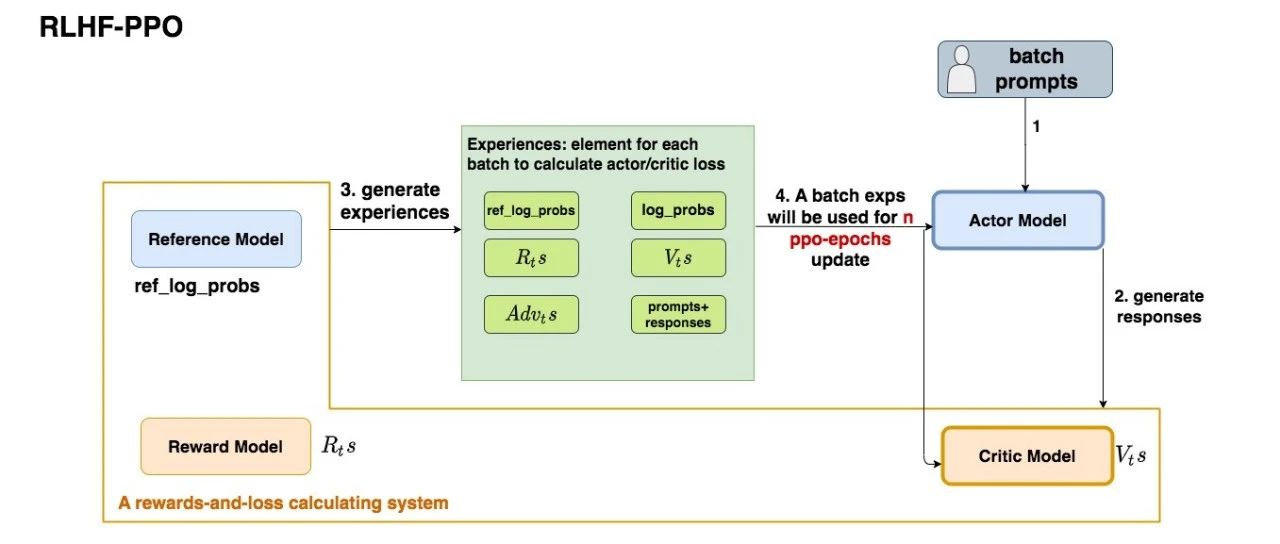 RLHF-PPO
batch
prompts
1
Experiences: element for each
batch to calculate actor/critic loss
ref_log_probs
log_probs
R_t s
V_t s
Adv_t s
prompts+
responses
3. generate
experiences
4. A batch exps
will be used for n
ppo-epochs
update
Actor Model
Reference Model
ref_log_probs
2. generate
responses
Reward Model
R_t s
Critic Model
V_t s
A rewards-and-loss calculating system